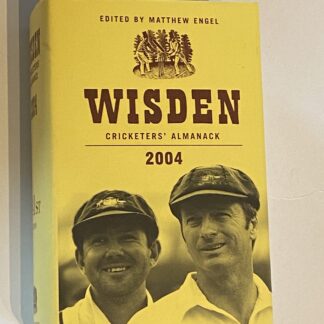 EDITED BY MATTHEW ENGEL
WISDEN
CRICKETERS' ALMANACK
2004